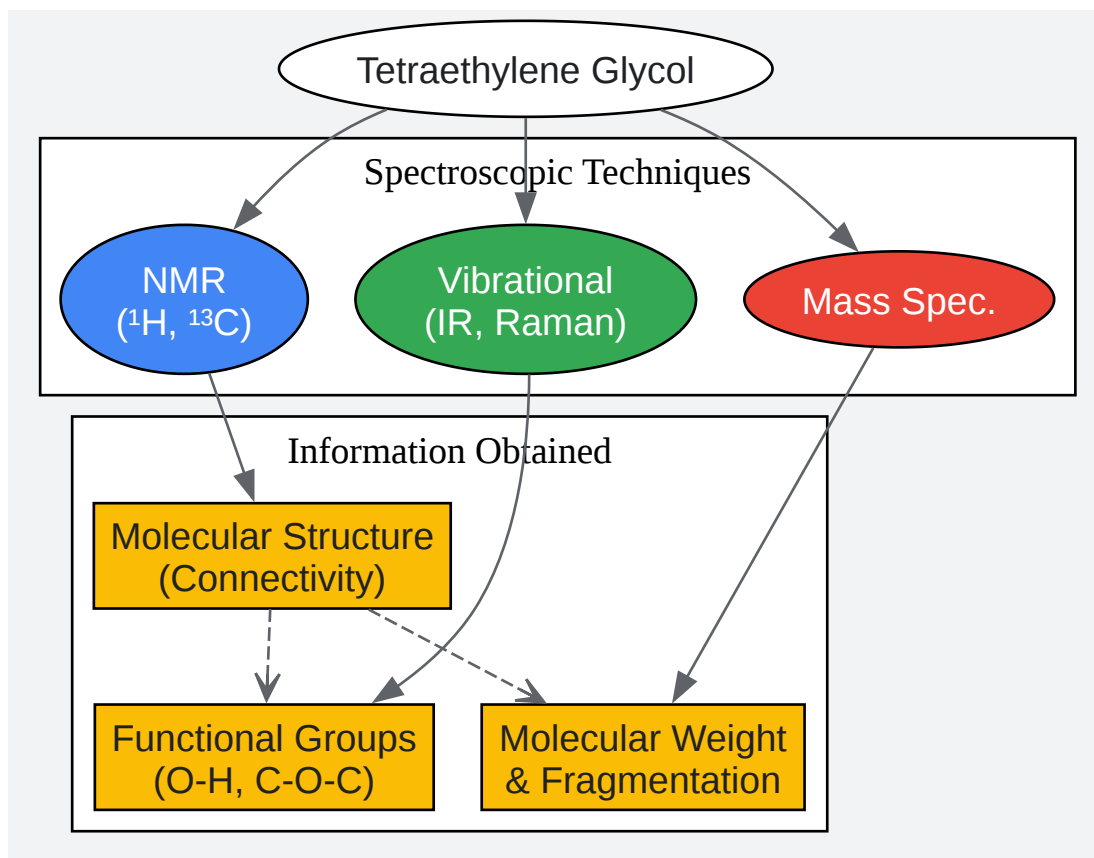 Tetraethylene Glycol
Spectroscopic Techniques
NMR
(¹H, ¹³C)
Vibrational
(IR, Raman)
Mass Spec.
Information Obtained
Molecular Structure
(Connectivity)
Functional Groups
(O-H, C-O-C)
Molecular Weight
& Fragmentation